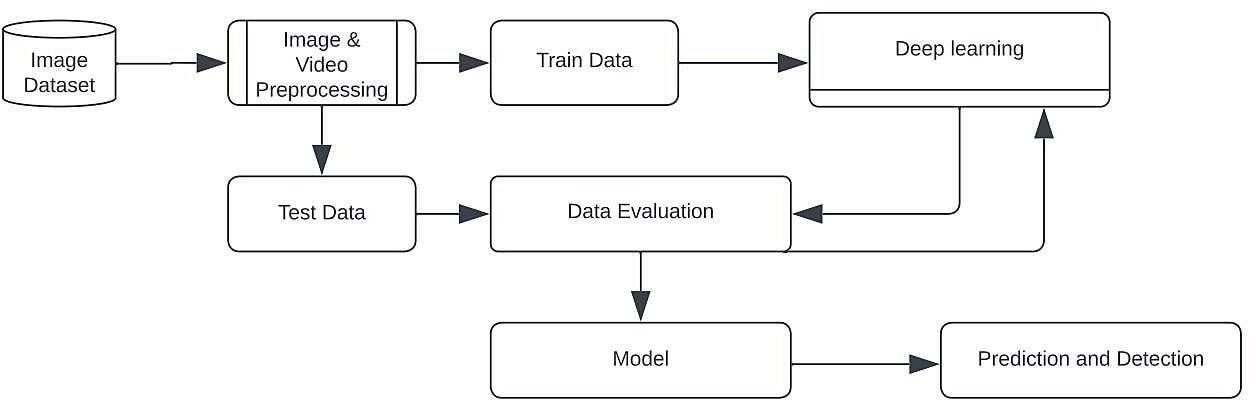 Image
Dataset
Image &
Video
Preprocessing
Train Data
Deep learning
Test Data
Data Evaluation
Model
Prediction and Detection